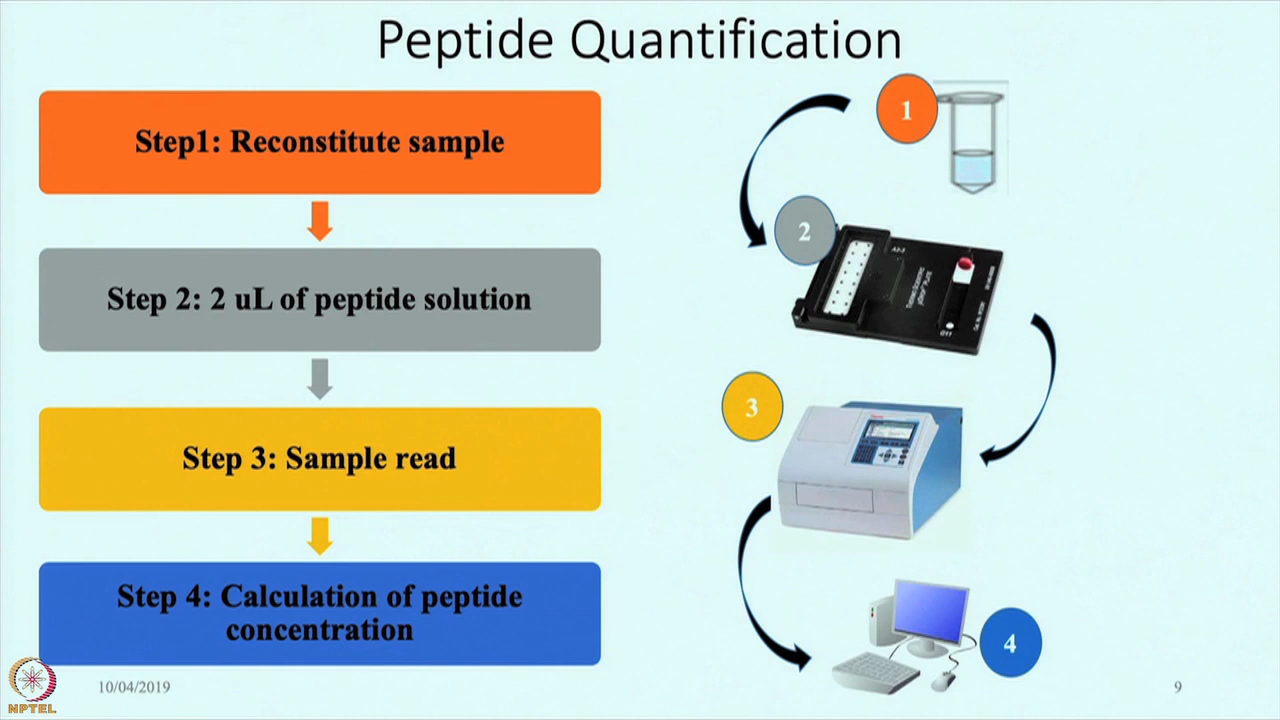 Peptide Quantification
Step1: Reconstitute sample
Step 2: 2 uL of peptide solution
Step 3: Sample read
Step 4: Calculation of peptide
concentration
1
2
3
4
NPTEL
10/04/2019
9